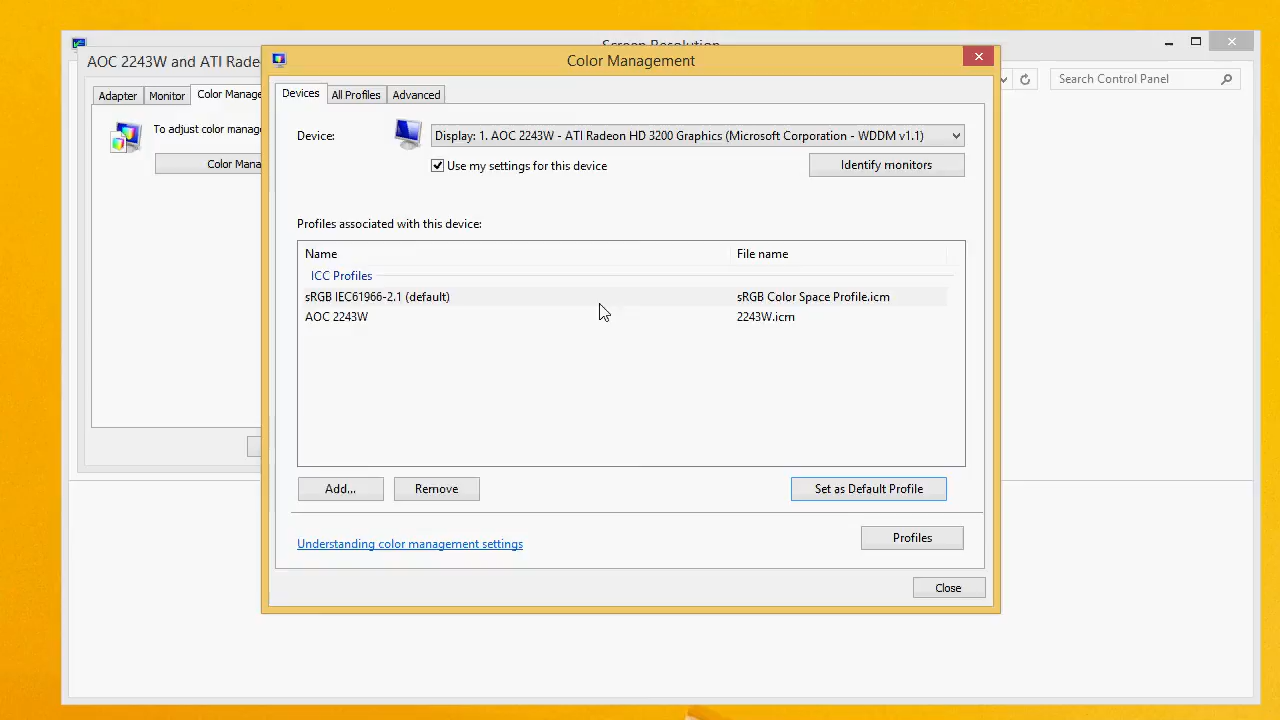 Screen Resolution
AOC 2243W and ATI Rade
Color Management
Search Control Panel
Adapter
Monitor
Color Manag
Devices
All Profiles
Advanced
To adjust color manag
Color Mana
Device:
Display: 1. AOC 2243W - ATI Radeon HD 3200 Graphics (Microsoft Corporation - WDDM v1.1)
Use my settings for this device
Identify monitors
Profiles associated with this device:
Name
File name
ICC Profiles
sRGB IEC61966-2.1 (default)
sRGB Color Space Profile.icm
AOC 2243W
2243W.icm
Add...
Remove
Set as Default Profile
Understanding color management settings
Profiles
Close